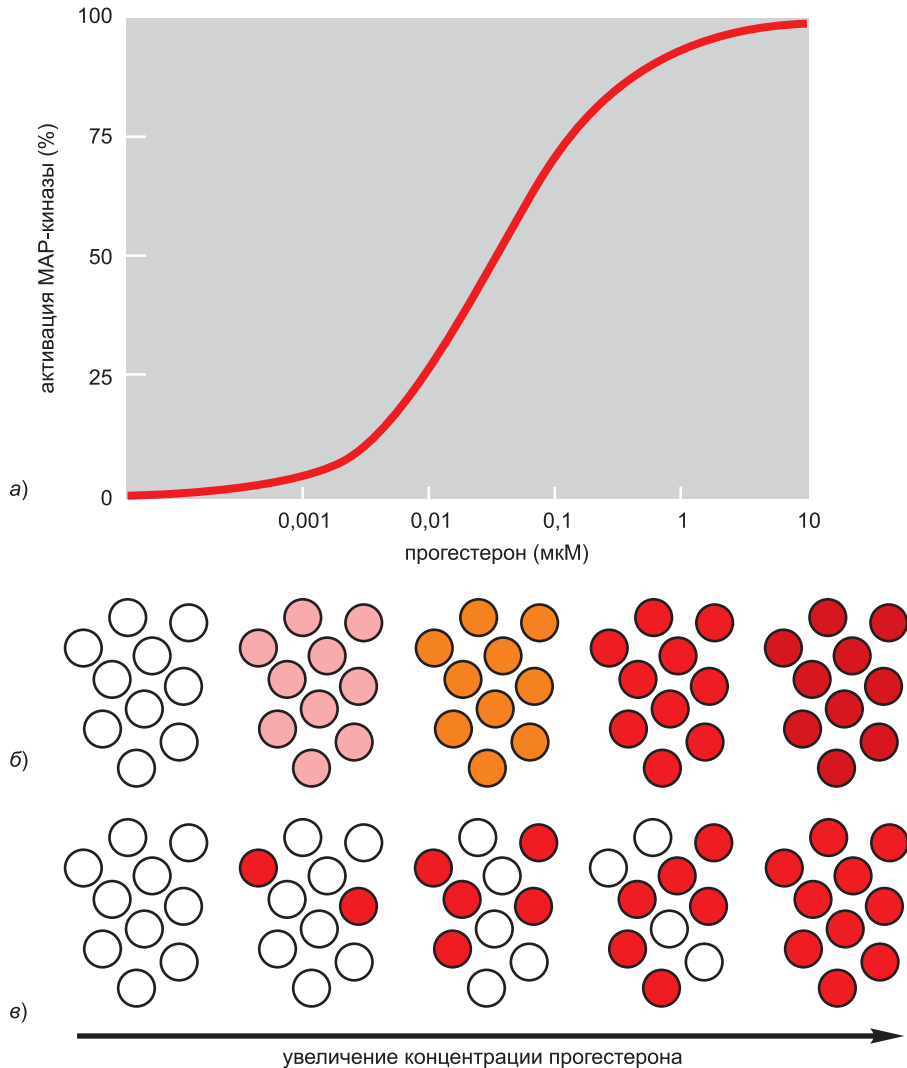 100
75
50
25
0
активация МАР-киназы (%)
а)
0,001 0,01 0,1 1 10
прогестерон (мкМ)
б)
в)
увеличение концентрации прогестерона